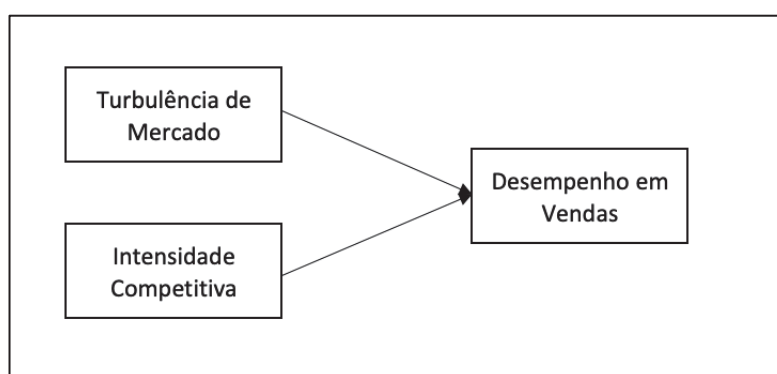 Turbulência de
Mercado
Desempenho em
Vendas
Intensidade
Competitiva